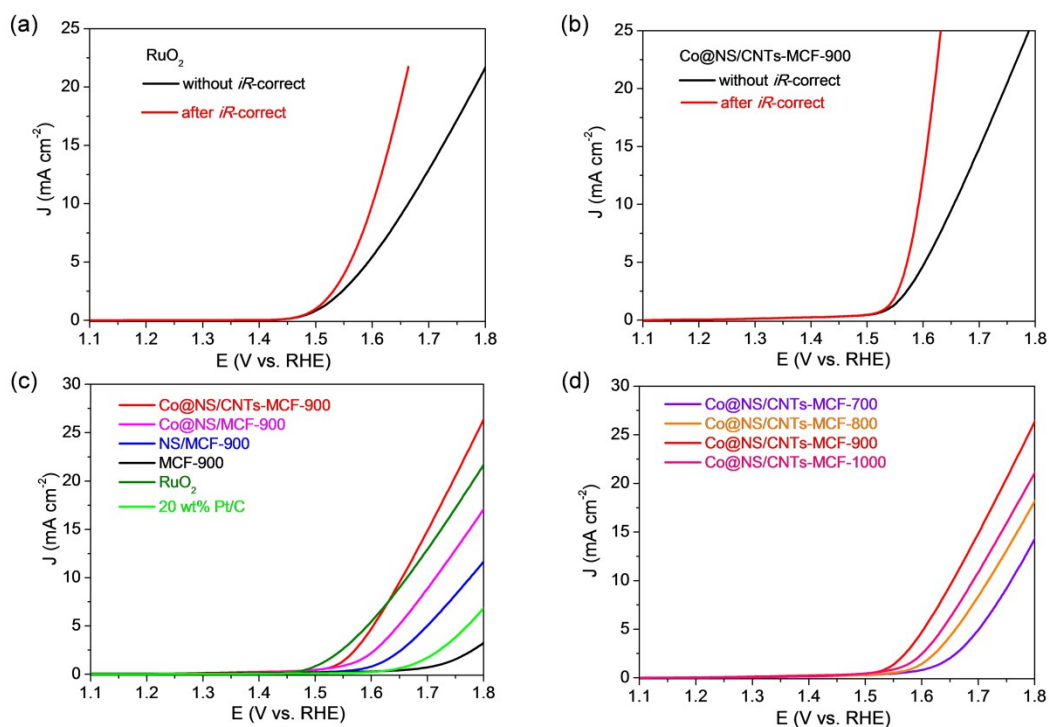 (a)
RuO₂
without iR-correct
after iR-correct
25
20
15
10
5
0
J (mA cm⁻²)
1.1 1.2 1.3 1.4 1.5 1.6 1.7 1.8
E (V vs. RHE)
(b)
Co@NS/CNTs-MCF-900
without iR-correct
after iR-correct
25
20
15
10
5
0
J (mA cm⁻²)
1.1 1.2 1.3 1.4 1.5 1.6 1.7 1.8
E (V vs. RHE)
(c)
Co@NS/CNTs-MCF-900
Co@NS/MCF-900
NS/MCF-900
MCF-900
RuO₂
20 wt% Pt/C
30
25
20
15
10
5
0
J (mA cm⁻²)
1.1 1.2 1.3 1.4 1.5 1.6 1.7 1.8
E (V vs. RHE)
(d)
Co@NS/CNTs-MCF-700
Co@NS/CNTs-MCF-800
Co@NS/CNTs-MCF-900
Co@NS/CNTs-MCF-1000
30
25
20
15
10
5
0
J (mA cm⁻²)
1.1 1.2 1.3 1.4 1.5 1.6 1.7 1.8
E (V vs. RHE)